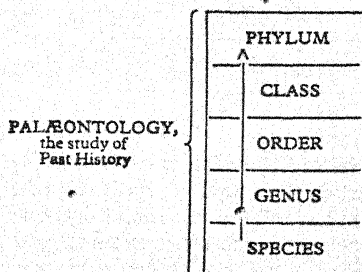 PHYLUM
CLASS
PALÆONTOLOGY,
the study of
Past History
ORDER
GENUS
SPECIES